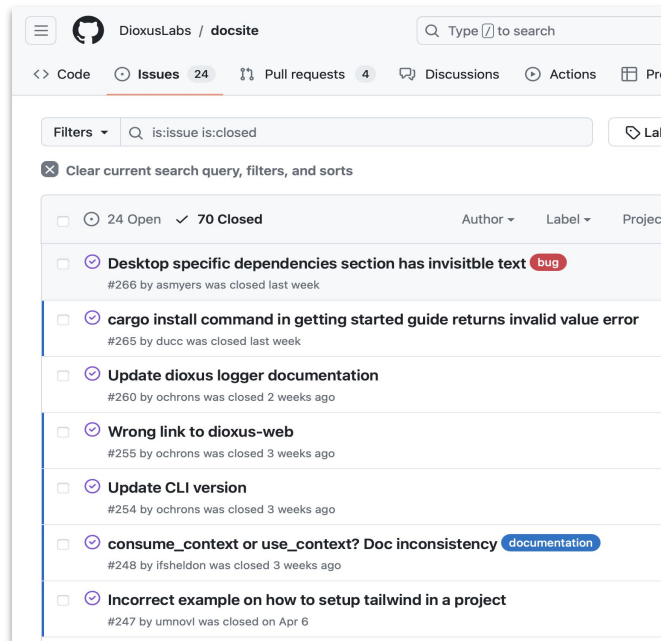 DioxusLabs / docsite
Type / to search
Code
Issues 24
Pull requests 4
Discussions
Actions
Pr
Filters
is:issue is:closed
La
Clear current search query, filters, and sorts
24 Open 70 Closed
Author
Label
Projec
Desktop specific dependencies section has invisitble text bug
#266 by asmyers was closed last week
cargo install command in getting started guide returns invalid value error
#265 by ducc was closed last week
Update dioxus logger documentation
#260 by ochrons was closed 2 weeks ago
Wrong link to dioxus-web
#255 by ochrons was closed 3 weeks ago
Update CLI version
#254 by ochrons was closed 3 weeks ago
consume_context or use_context? Doc inconsistency documentation
#248 by ifsheldon was closed 3 weeks ago
Incorrect example on how to setup tailwind in a project
#247 by umnovI was closed on Apr 6